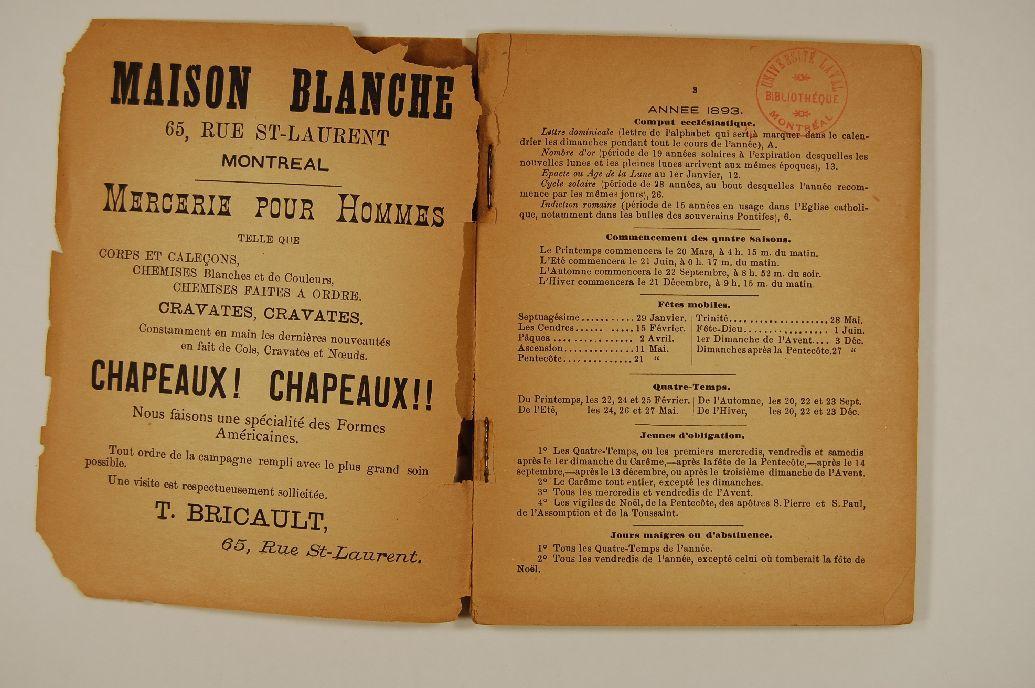 MAISON BLANCHE
65, RUE ST-LAURENT
MONTREAL
MERCERIE POUR HOMMES
TELLE QUE
CORPS ET CALEÇONS,
CHEMISES Blanches et de Couleurs,
CHEMISES FAITES A ORDRE.
CRAVATES, CRAVATES,
Constamment en main les dernières nouveautés
en fait de Cols, Cravates et Nœuds.
CHAPEAUX! CHAPEAUX!!
Nous faisons une spécialité des Formes
Américaines.
Tout ordre de la campagne rempli avec le plus grand soin
possible.
Une visite est respectueusement sollicitée.
T. BRICAULT,
65, Rue St-Laurent.
3
UNIVERSITÉ LAVAL
BIBLIOTHÉQUE
MONTRÉAL
ANNEE 1893.
Comput ecclésiastique.
Lettre dominicale (lettre de l'alphabet qui sert à marquer dans le calen-
drier les dimanches pendant tout le cours de l'année), A.
Nombre d'or (période de 19 années solaires à l'expiration desquelles les
nouvelles lunes et les pleines lunes arrivent aux mêmes époques), 13.
Epacte ou Age de la Lune au 1er Janvier, 12.
Cycle solaire (période de 28 années, au bout desquelles l'année recom-
mence par les mêmes jours), 26.
Indiction romaine (période de 15 années en usage dans l'Eglise catholi-
que, notamment dans les bulles des souverains Pontifes), 6.
Commencement des quatre Saisons.
Le Printemps commencera le 20 Mars, à 4 h. 15 m. du matin.
L'Eté commencera le 21 Juin, à 0 h. 17 m. du matin.
L'Automne commencera le 22 Septembre, à 8 h. 52 m. du soir.
L'Hiver commencera le 21 Décembre, à 9 h. 15 m. du matin.
Fêtes mobiles.
Septuagésime .......... 29 Janvier.
Les Cendres...... ......15 Février.
Pâques ................ 2 Avril.
Ascension..............11 Mai.
Pentecôte..............21 “
Trinité...................28 Mai.
Fête-Dieu................. 1 Juin.
1er Dimanche de l'Avent.... 3 Déc.
Dimanches après la Pentecôte.27 “
Quatre-Temps.
Du Printemps, les 22, 24 et 25 Février.
De l'Eté, les 24, 26 et 27 Mai.
De l'Automne, les 20, 22 et 23 Sept.
De l'Hiver, les 20, 22 et 23 Déc.
Jeunes d'obligation,
1° Les Quatre-Temps, ou les premiers mercredis, vendredis et samedis
après le 1er dimanche du Carême,—après la fête de la Pentecôte,—après le 14
septembre,—après le 13 décembre, ou après le troisième dimanche de l'Avent.
2° Le Carême tout entier, excepté les dimanches.
3° Tous les mercredis et vendredis de l'Avent.
4° Les vigiles de Noël, de la Pentecôte, des apôtres S. Pierre et S. Paul,
de l'Assomption et de la Toussaint.
Jours maigres ou d'abstinence.
1° Tous les Quatre-Temps de l'année.
2° Tous les vendredis de l'année, excepté celui où tomberait la fête de
Noël.